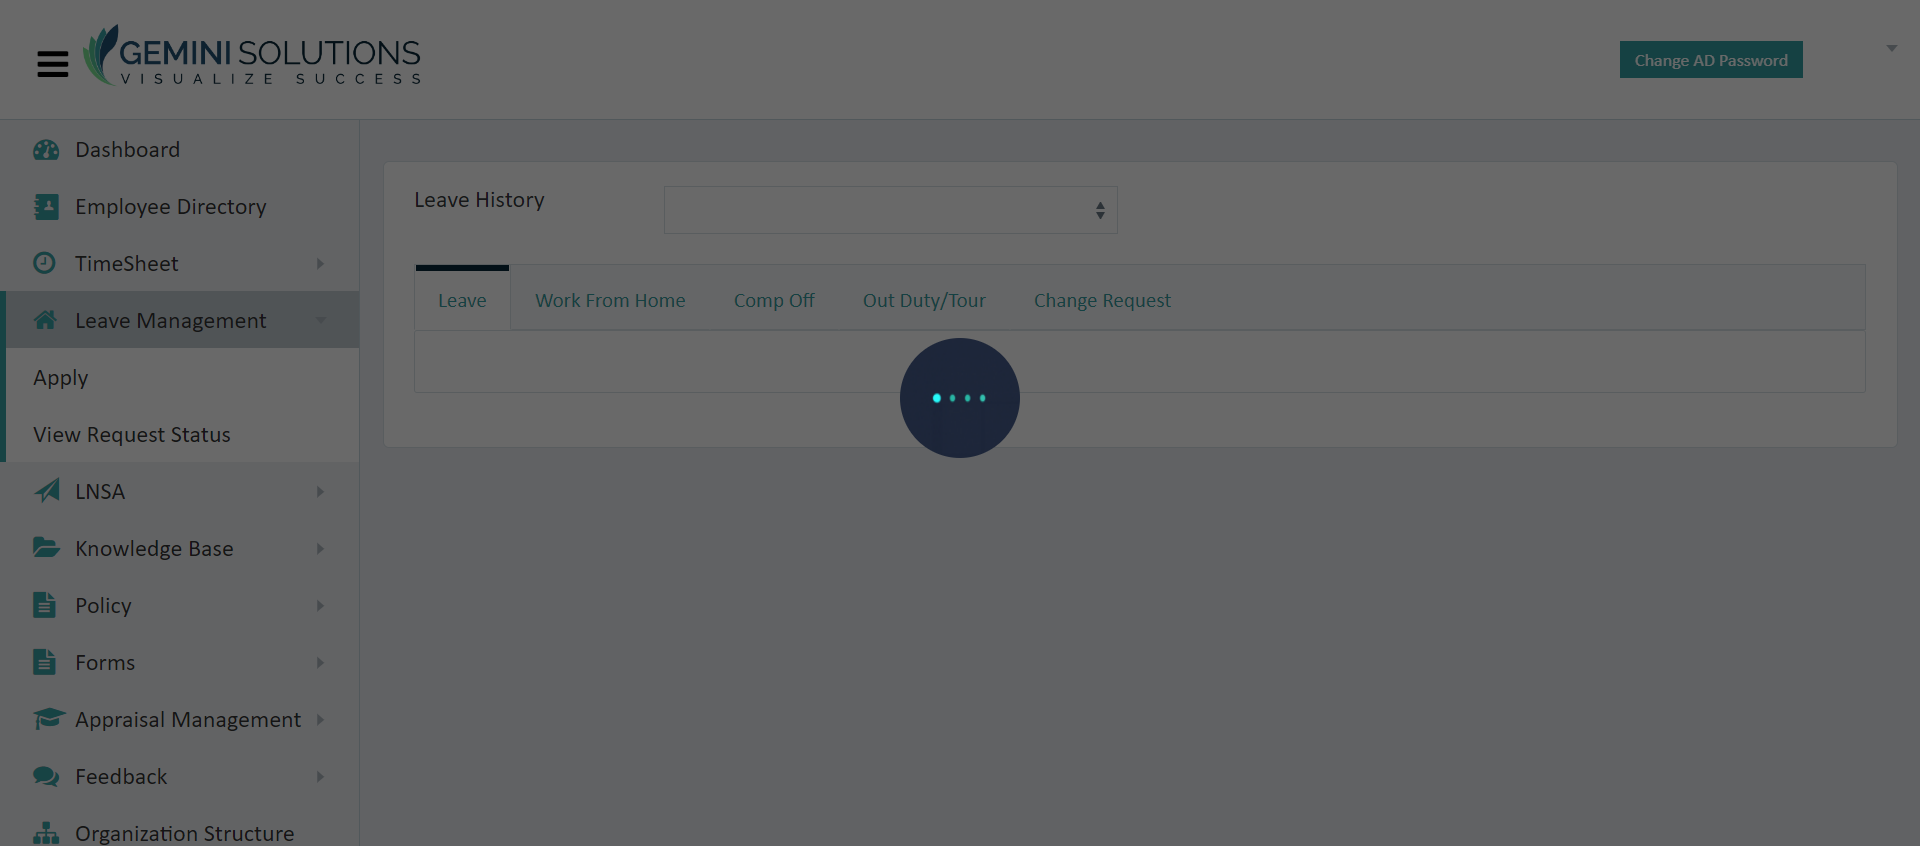 GEMINI SOLUTIONS
VISUALIZE SUCCESS
Change AD Password
Dashboard
Employee Directory
TimeSheet
Leave Management
Apply
View Request Status
LNSA
Knowledge Base
Policy
Forms
Appraisal Management
Feedback
Organization Structure
Leave History
Leave
Work From Home
Comp Off
Out Duty/Tour
Change Request